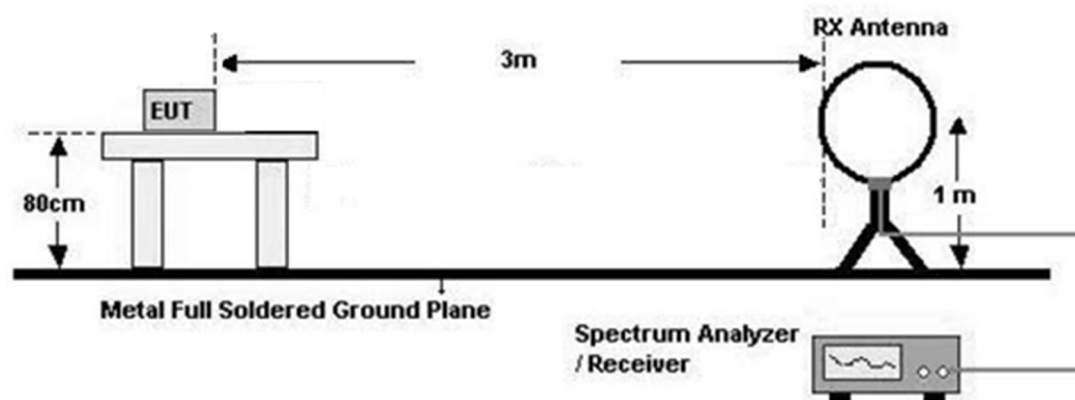 RX Antenna
3m
EUT
80cm
1 m
Metal Full Soldered Ground Plane
Spectrum Analyzer
/ Receiver